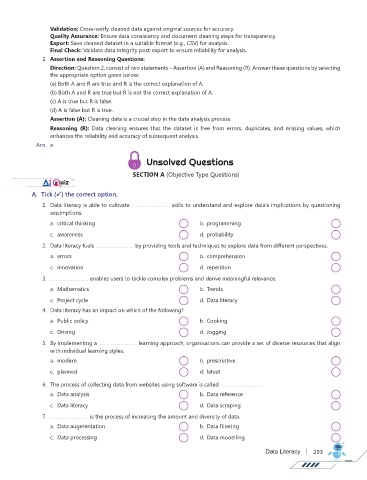 Validation: Cross-verify cleaned data against original sources for accuracy.
Quality Assurance: Ensure data consistency and document cleaning steps for transparency.
Export: Save cleaned dataset in a suitable format (e.g., CSV) for analysis.
Final Check: Validate data integrity post-export to ensure reliability for analysis.
2. Assertion and Reasoning Questions:
Direction: Question 2, consist of two statements – Assertion (A) and Reasoning (R). Answer these questions by selecting
the appropriate option given below:
(a) Both A and R are true and R is the correct explanation of A.
(b) Both A and R are true but R is not the correct explanation of A.
(c) A is true but R is false.
(d) A is false but R is true.
Assertion (A): Cleaning data is a crucial step in the data analysis process.
Reasoning (R): Data cleaning ensures that the dataset is free from errors, duplicates, and missing values, which
enhances the reliability and accuracy of subsequent analysis.
Ans. a
Unsolved Questions
SECTION A (Objective Type Questions)
AI Quiz
A. Tick (✓) the correct option.
1. Data literacy is able to cultivate .................... skills to understand and explore data's implications by questioning
assumptions.
a. critical thinking b. programming
c. awareness d. probability
2. Data literacy fuels .................... by providing tools and techniques to explore data from different perspectives.
a. errors b. comprehension
c. innovation d. repetition
3. .................... enables users to tackle complex problems and derive meaningful relevance.
a. Mathematics b. Trends
c. Project cycle d. Data literacy
4. Data literacy has an impact on which of the following?
a. Public policy b. Cooking
c. Driving d. Jogging
5. By implementing a .................... learning approach, organisations can provide a set of diverse resources that align
with individual learning styles.
a. modern b. prescriptive
c. planned d. latest
6. The process of collecting data from websites using software is called .................... .
a. Data analysis b. Data reference
c. Data literacy d. Data scraping
7. .................... is the process of increasing the amount and diversity of data.
a. Data augmentation b. Data filtering
c. Data processing d. Data modelling
Data Literacy | 293